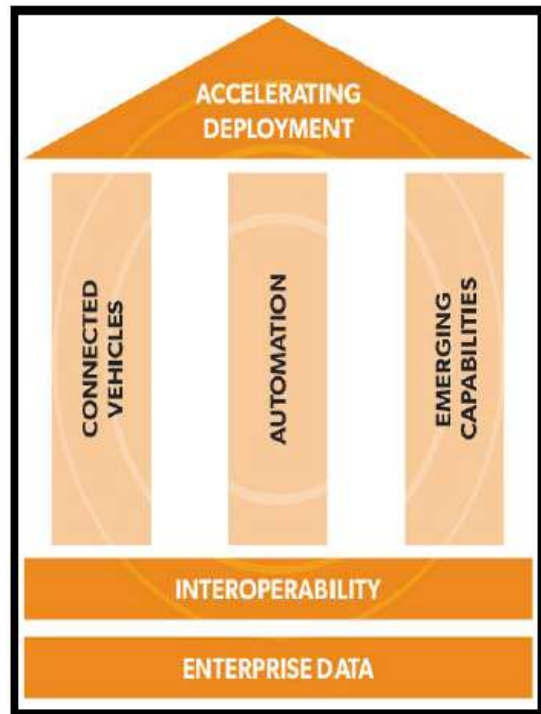 ACCELERATING
DEPLOYMENT
CONNECTED
VEHICLES
AUTOMATION
EMERGING
CAPABILITIES
INTEROPERABILITY
ENTERPRISE DATA